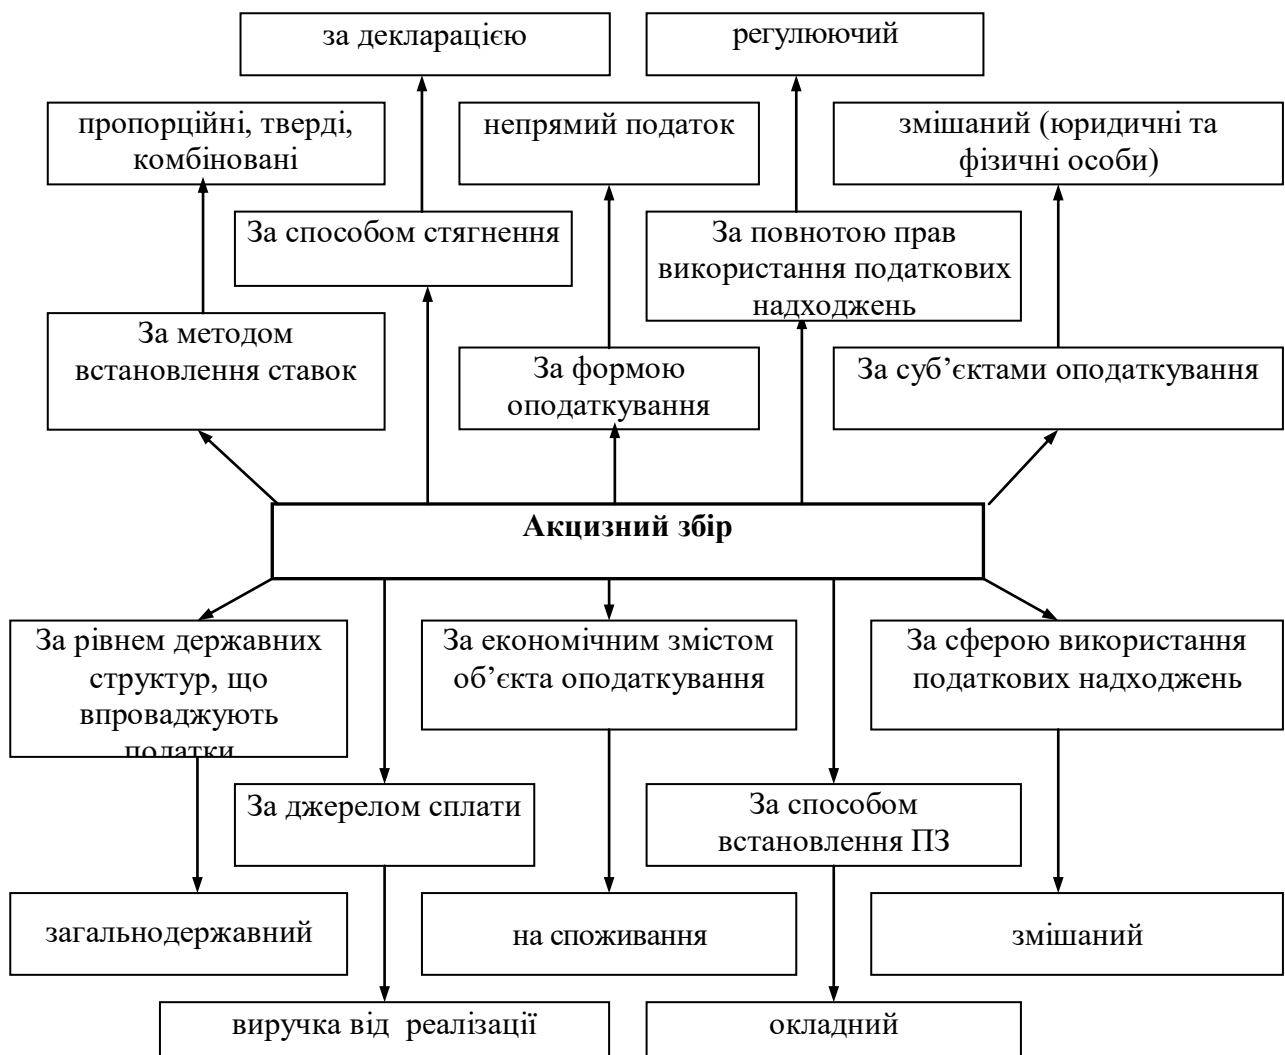 за декларацією
регулюючий
пропорційні, тверді,
комбіновані
непрямий податок
змішаний (юридичні та
фізичні особи)
За способом стягнення
За повнотою прав
використання податкових
надходжень
За методом
встановлення ставок
За формою
оподаткування
За суб’єктами оподаткування
Акцизний збір
За рівнем державних
структур, що
впроваджують
податки
За економічним змістом
об’єкта оподаткування
За сферою використання
податкових надходжень
За джерелом сплати
За способом
встановлення ПЗ
загальнодержавний
на споживання
змішаний
виручка від реалізації
окладний